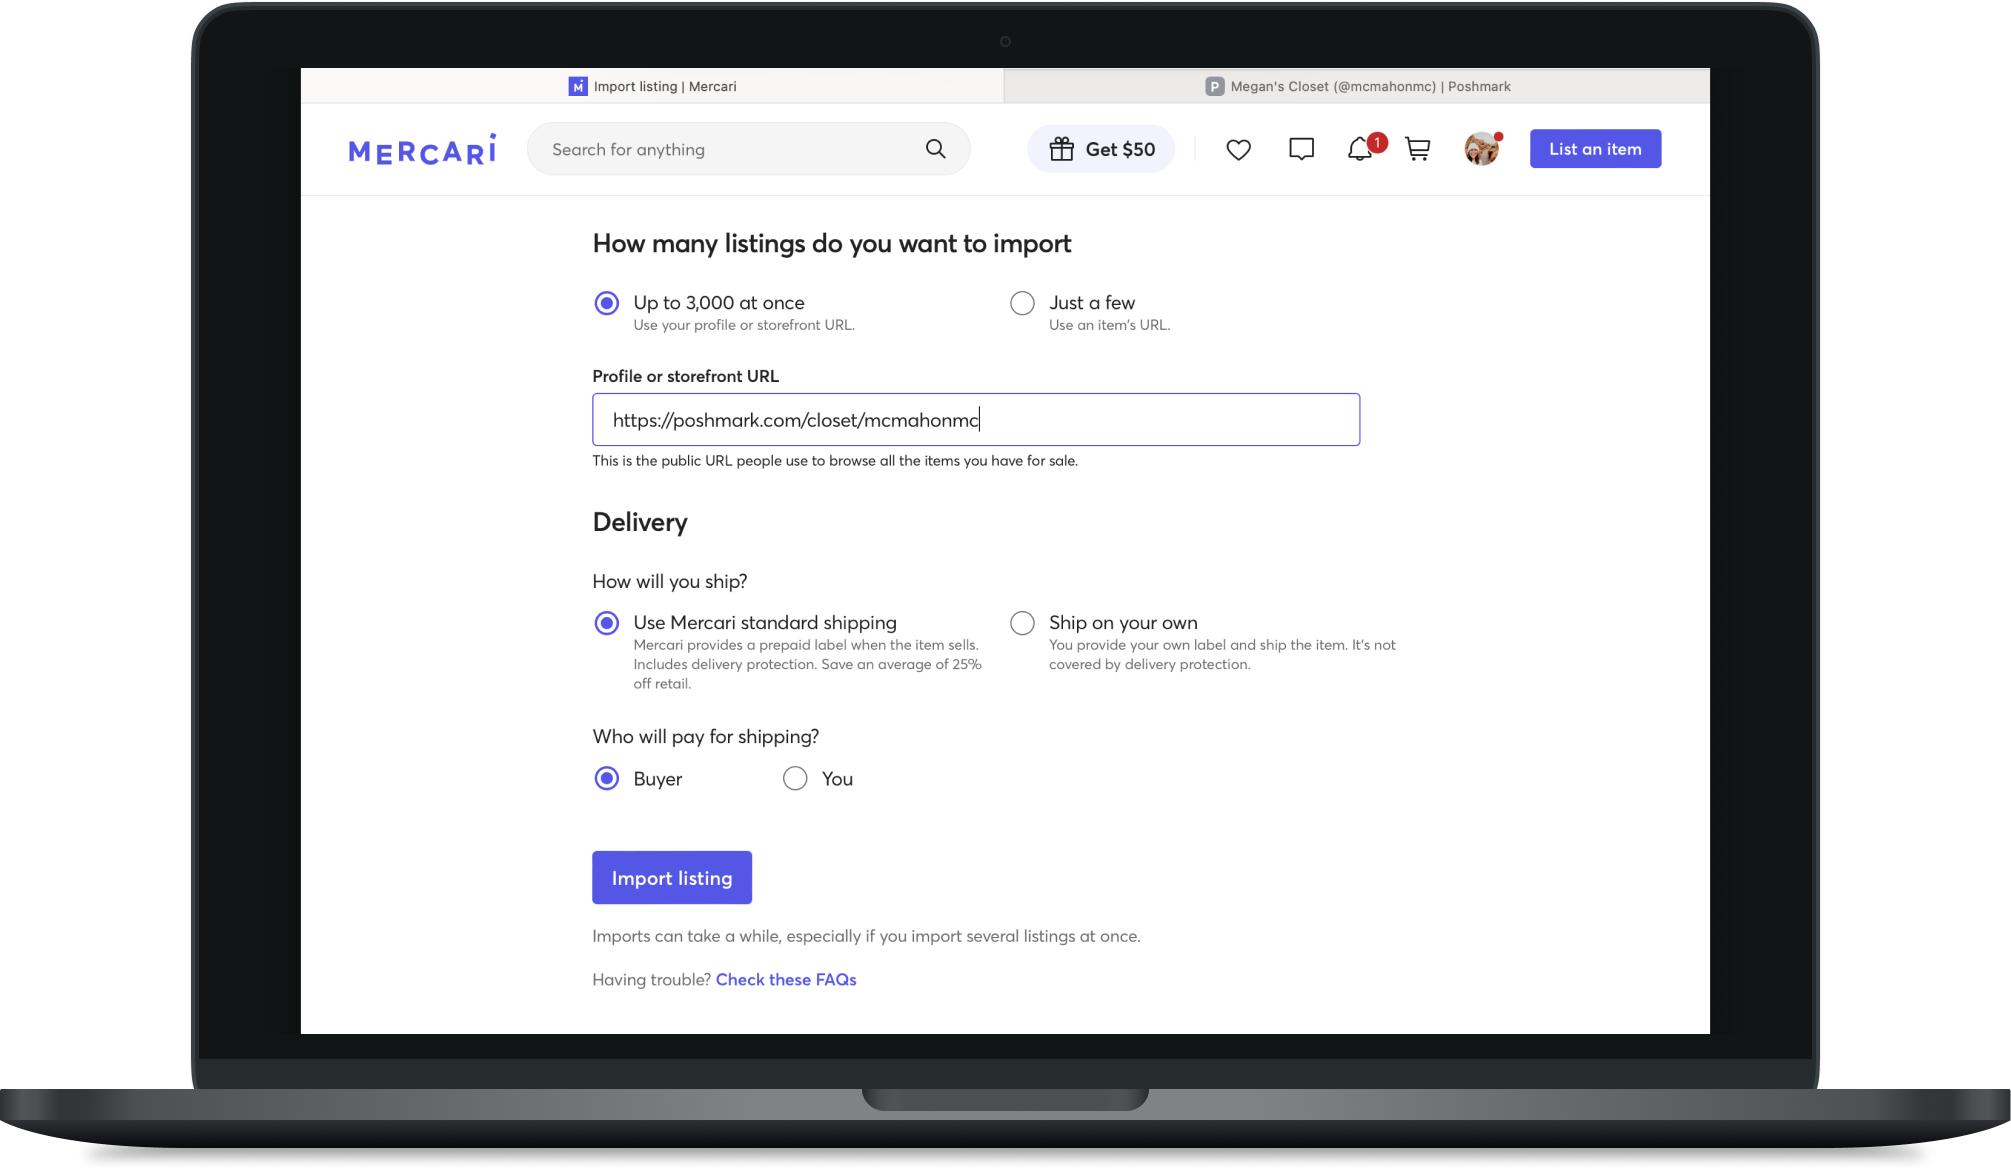 Import listing | Mercari
P Megan's Closet (@mcmahonmc) | Poshmark
MERCARI
Search for anything
Get $50
1
List an item
How many listings do you want to import
Up to 3,000 at once
Use your profile or storefront URL.
Just a few
Use an item's URL.
Profile or storefront URL
https://poshmark.com/closet/mcmahonmc
This is the public URL people use to browse all the items you have for sale.
Delivery
How will you ship?
Use Mercari standard shipping
Mercari provides a prepaid label when the item sells.
Includes delivery protection. Save an average of 25%
off retail.
Ship on your own
You provide your own label and ship the item. It's not
covered by delivery protection.
Who will pay for shipping?
Buyer
You
Import listing
Imports can take a while, especially if you import several listings at once.
Having trouble? Check these FAQs